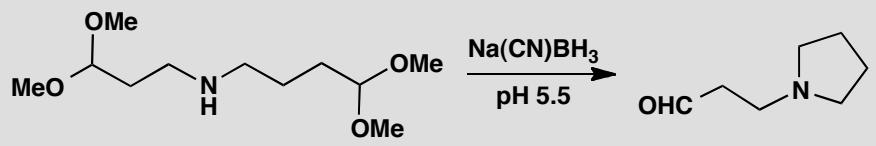 OMe
MeO
N
H
OMe
OMe
Na(CN)BH3
pH 5.5
OHC
N